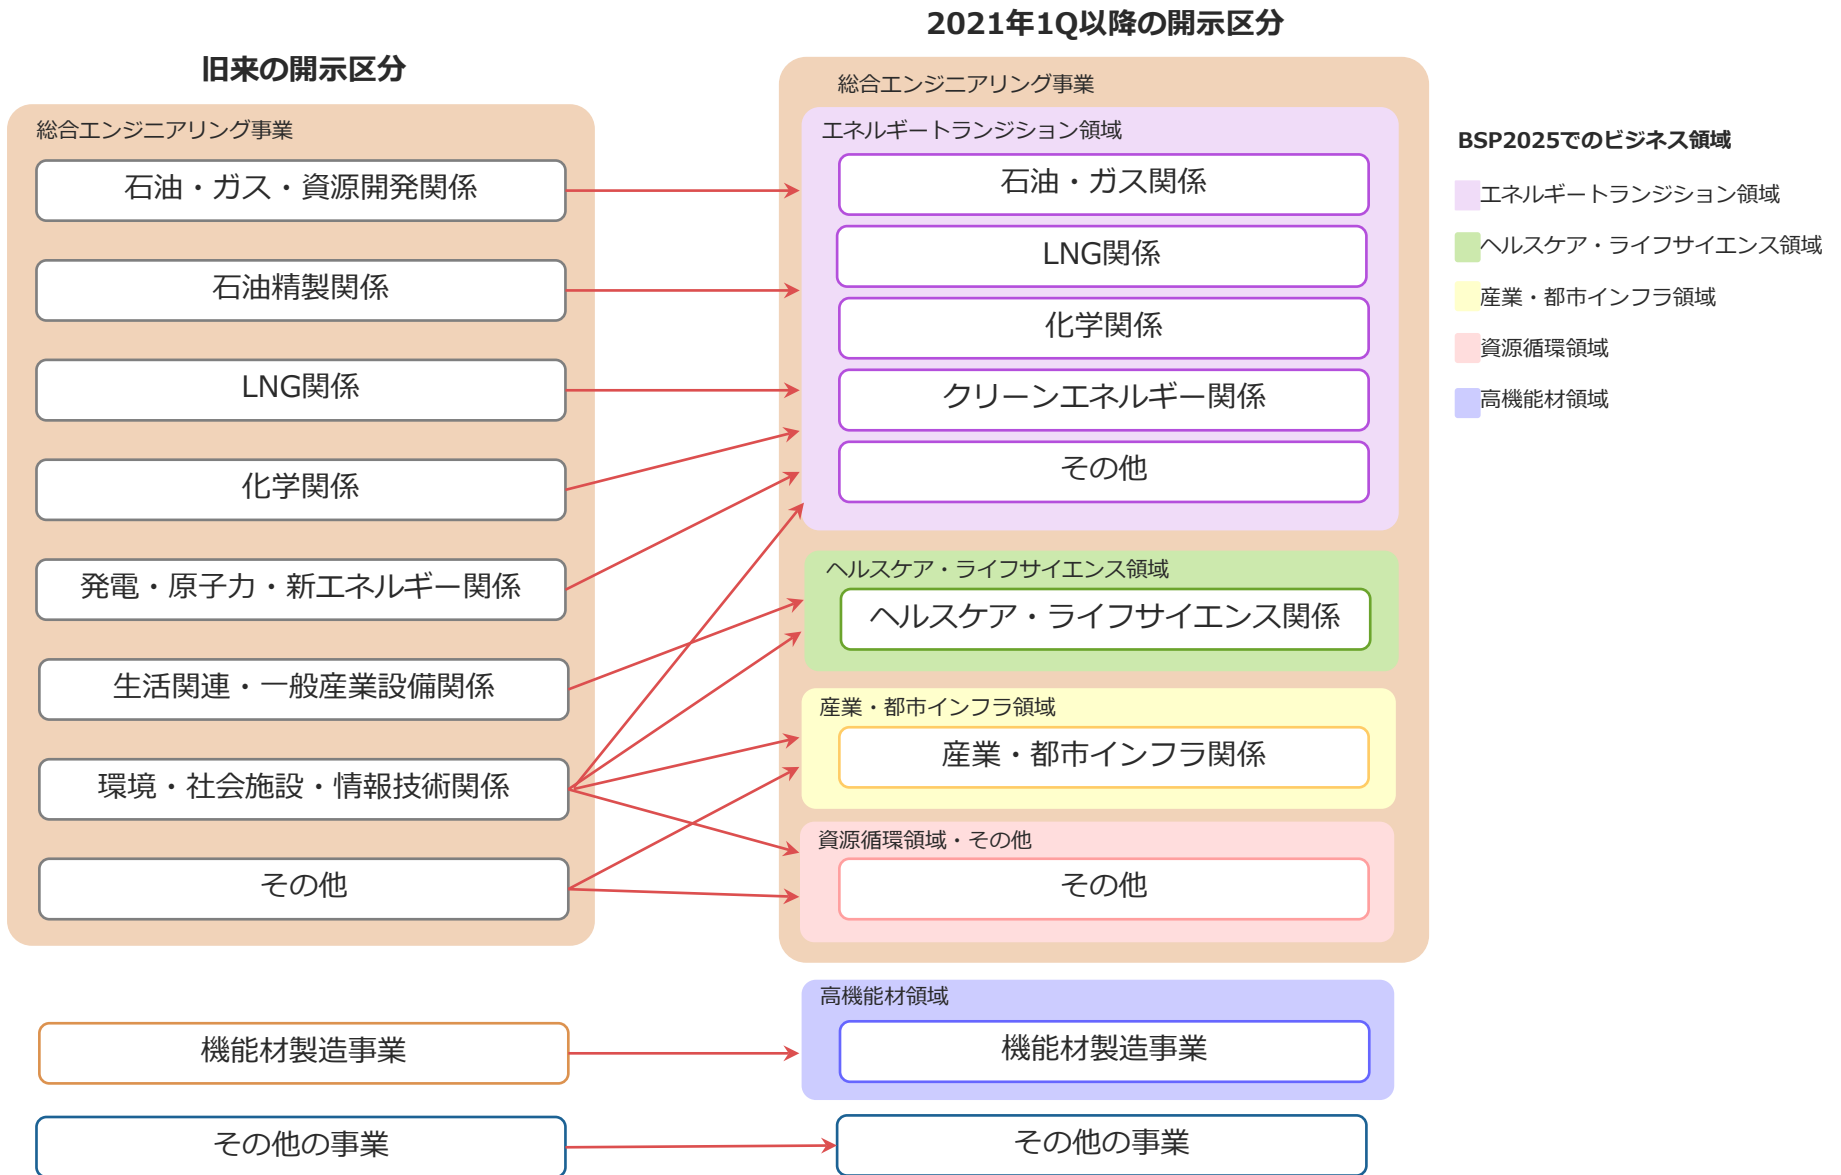 旧来の開示区分
総合エンジニアリング事業
石油・ガス・資源開発関係
石油精製関係
LNG関係
化学関係
発電・原子力・新エネルギー関係
生活関連・一般産業設備関係
環境・社会施設・情報技術関係
その他
機能材製造事業
その他の事業
2021年1Q以降の開示区分
総合エンジニアリング事業
エネルギートランジション領域
石油・ガス関係
LNG関係
化学関係
クリーンエネルギー関係
その他
ヘルスケア・ライフサイエンス領域
ヘルスケア・ライフサイエンス関係
産業・都市インフラ領域
産業・都市インフラ関係
資源循環領域・その他
その他
高機能材領域
機能材製造事業
その他の事業
BSP2025でのビジネス領域
エネルギートランジション領域
ヘルスケア・ライフサイエンス領域
産業・都市インフラ領域
資源循環領域
高機能材領域